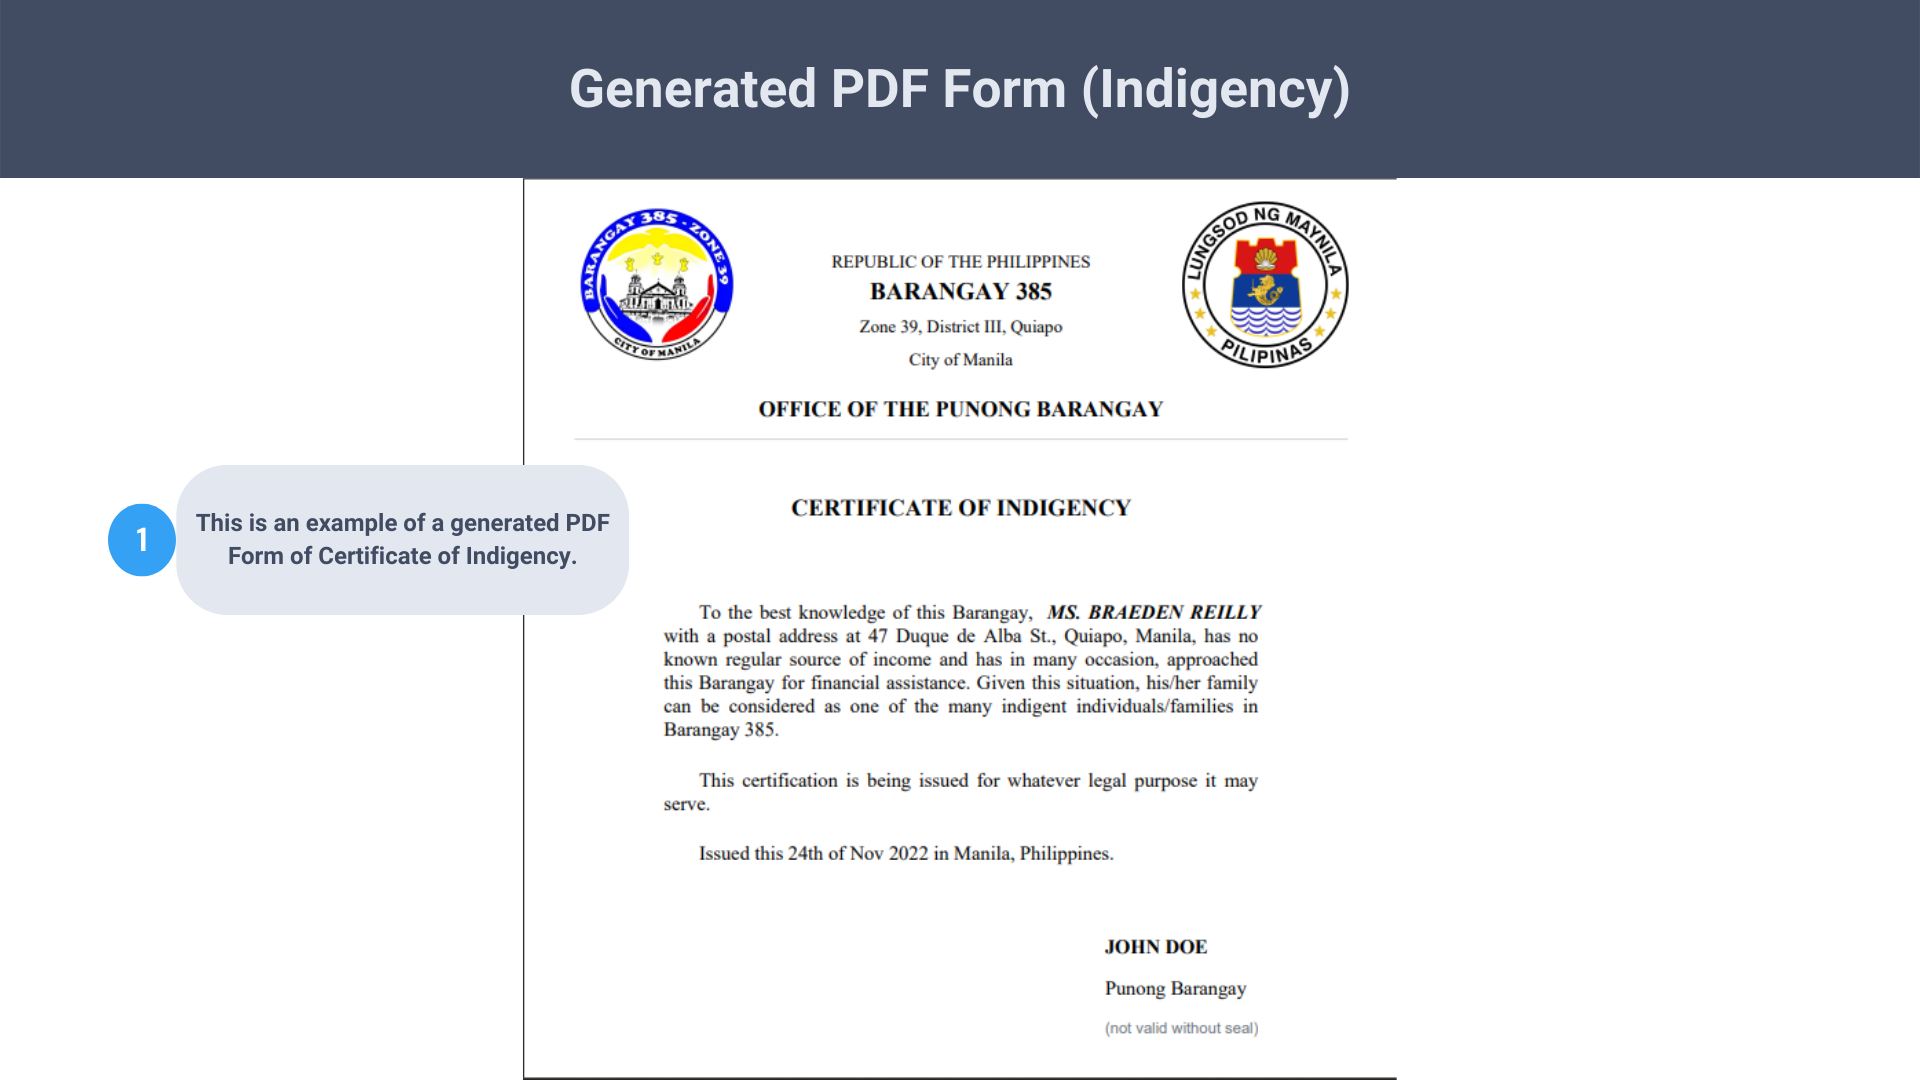 Generated PDF Form (Indigency)
BARANGAY 385 - ZONE 39
CITY OF MANILA
REPUBLIC OF THE PHILIPPINES
BARANGAY 385
Zone 39, District III, Quiapo
City of Manila
LUNGSOD NG MAYNILA
PILIPINAS
OFFICE OF THE PUNONG BARANGAY
1
This is an example of a generated PDF
Form of Certificate of Indigency.
CERTIFICATE OF INDIGENCY
To the best knowledge of this Barangay, MS. BRAEDEN REILLY
with a postal address at 47 Duque de Alba St., Quiapo, Manila, has no
known regular source of income and has in many occasion, approached
this Barangay for financial assistance. Given this situation, his/her family
can be considered as one of the many indigent individuals/families in
Barangay 385.
This certification is being issued for whatever legal purpose it may
serve.
Issued this 24th of Nov 2022 in Manila, Philippines.
JOHN DOE
Punong Barangay
(not valid without seal)